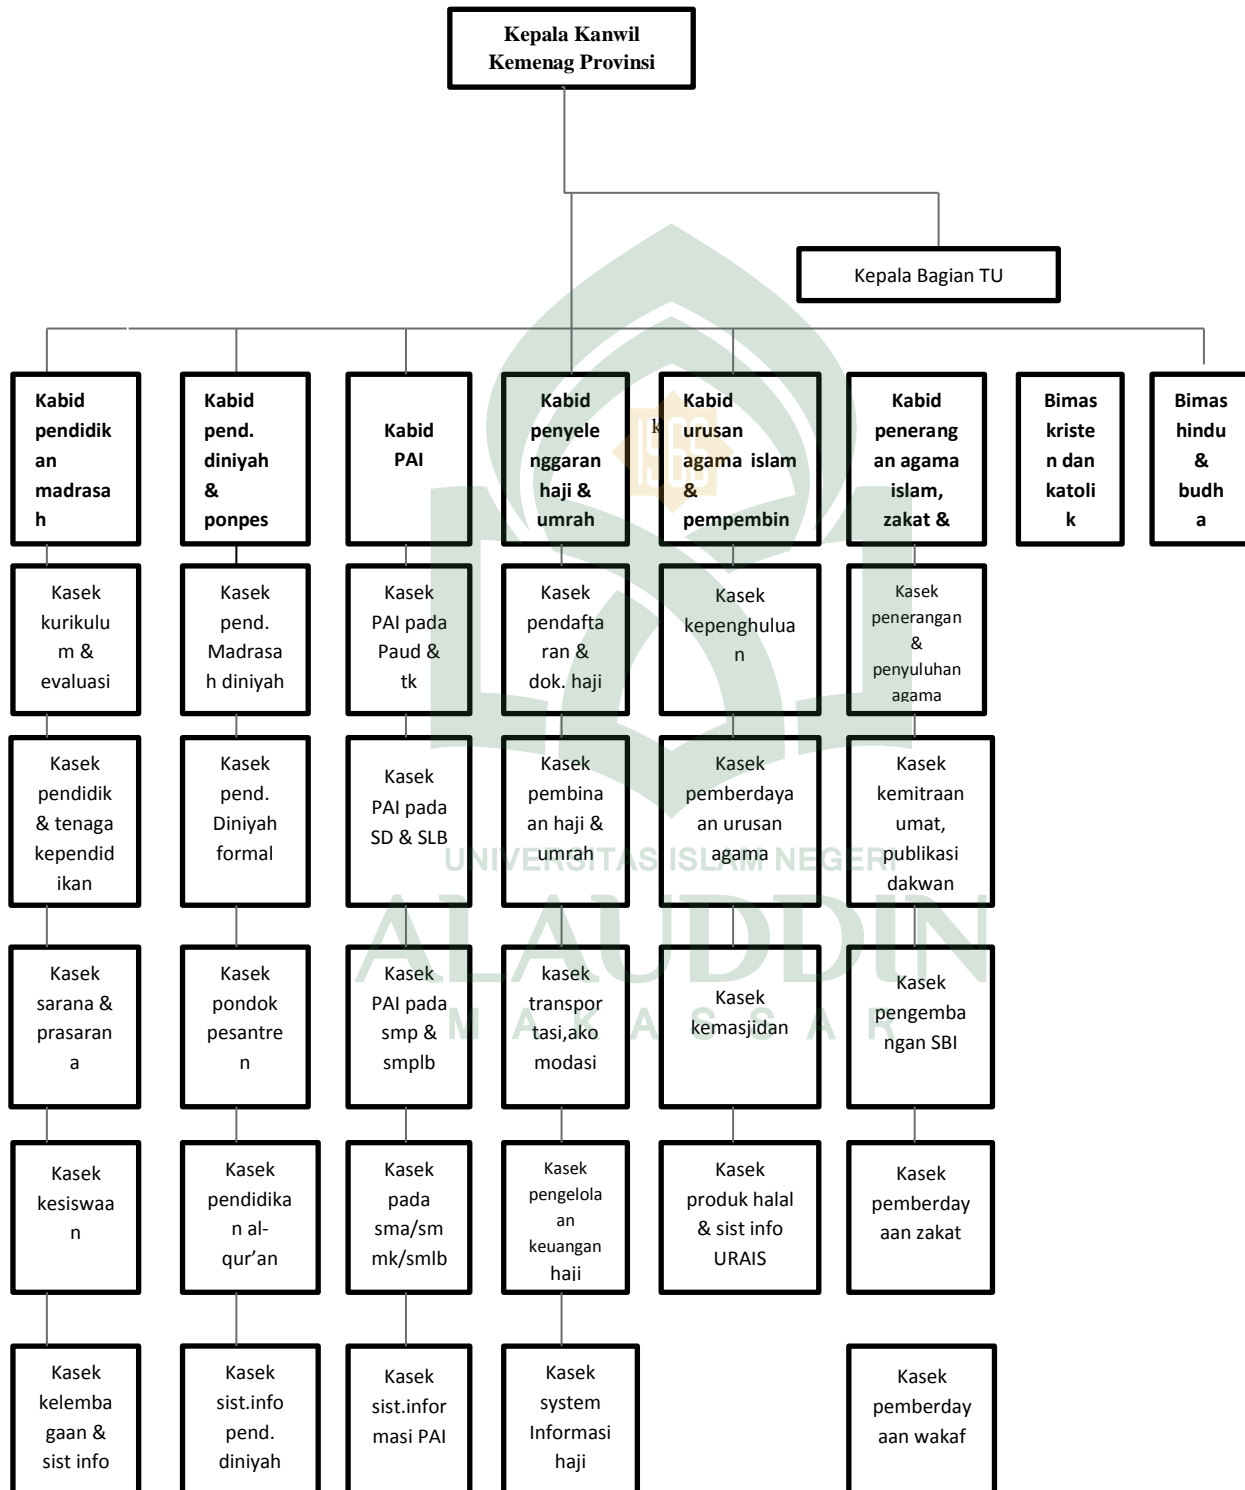 Kepala Kanwil
Kemenag Provinsi
Kepala Bagian TU
Kabid
pendidik
an
madrasa
h
Kabid
pend.
diniyah
&
ponpes
Kabid
PAI
Kabid
penyele
nggaran
haji &
umrah
k
1965
Kabid
urusan
agama islam
&
pempembin
Kabid
penerang
an agama
islam,
zakat &
Bimas
kriste
n dan
katoli
k
Bimas
hindu
&
budh
a
Kasek
kurikulu
m &
evaluasi
Kasek
pend.
Madrasa
h diniyah
Kasek
PAI pada
Paud &
tk
Kasek
pendafta
ran &
dok. haji
Kasek
kepenghulua
n
Kasek
penerangan
&
penyuluhan
agama
Kasek
pendidik
& tenaga
kependid
ikan
Kasek
pend.
Diniyah
formal
Kasek
PAI pada
SD & SLB
Kasek
pembina
an haji &
umrah
Kasek
pemberdaya
an urusan
agama
Kasek
kemitraan
umat,
publikasi
dakwan
UNIVERSITAS ISLAM NEGERI
ALAUDDIN
MAKASSAR
Kasek
sarana &
prasaran
a
Kasek
pondok
pesantre
n
Kasek
PAI pada
smp &
smplb
kasek
transpor
tasi,ako
modasi
Kasek
kemasjidan
Kasek
pengemba
ngan SBI
Kasek
kesiswaa
n
Kasek
pendidika
n al-
qur’an
Kasek
pada
sma/sm
mk/smlb
Kasek
pengelola
an
keuangan
haji
Kasek
produk halal
& sist info
URAIS
Kasek
pemberday
aan zakat
Kasek
kelemba
gaan &
sist info
Kasek
sist.info
pend.
diniyah
Kasek
sist.infor
masi PAI
Kasek
system
Informasi
haji
Kasek
pemberday
aan wakaf